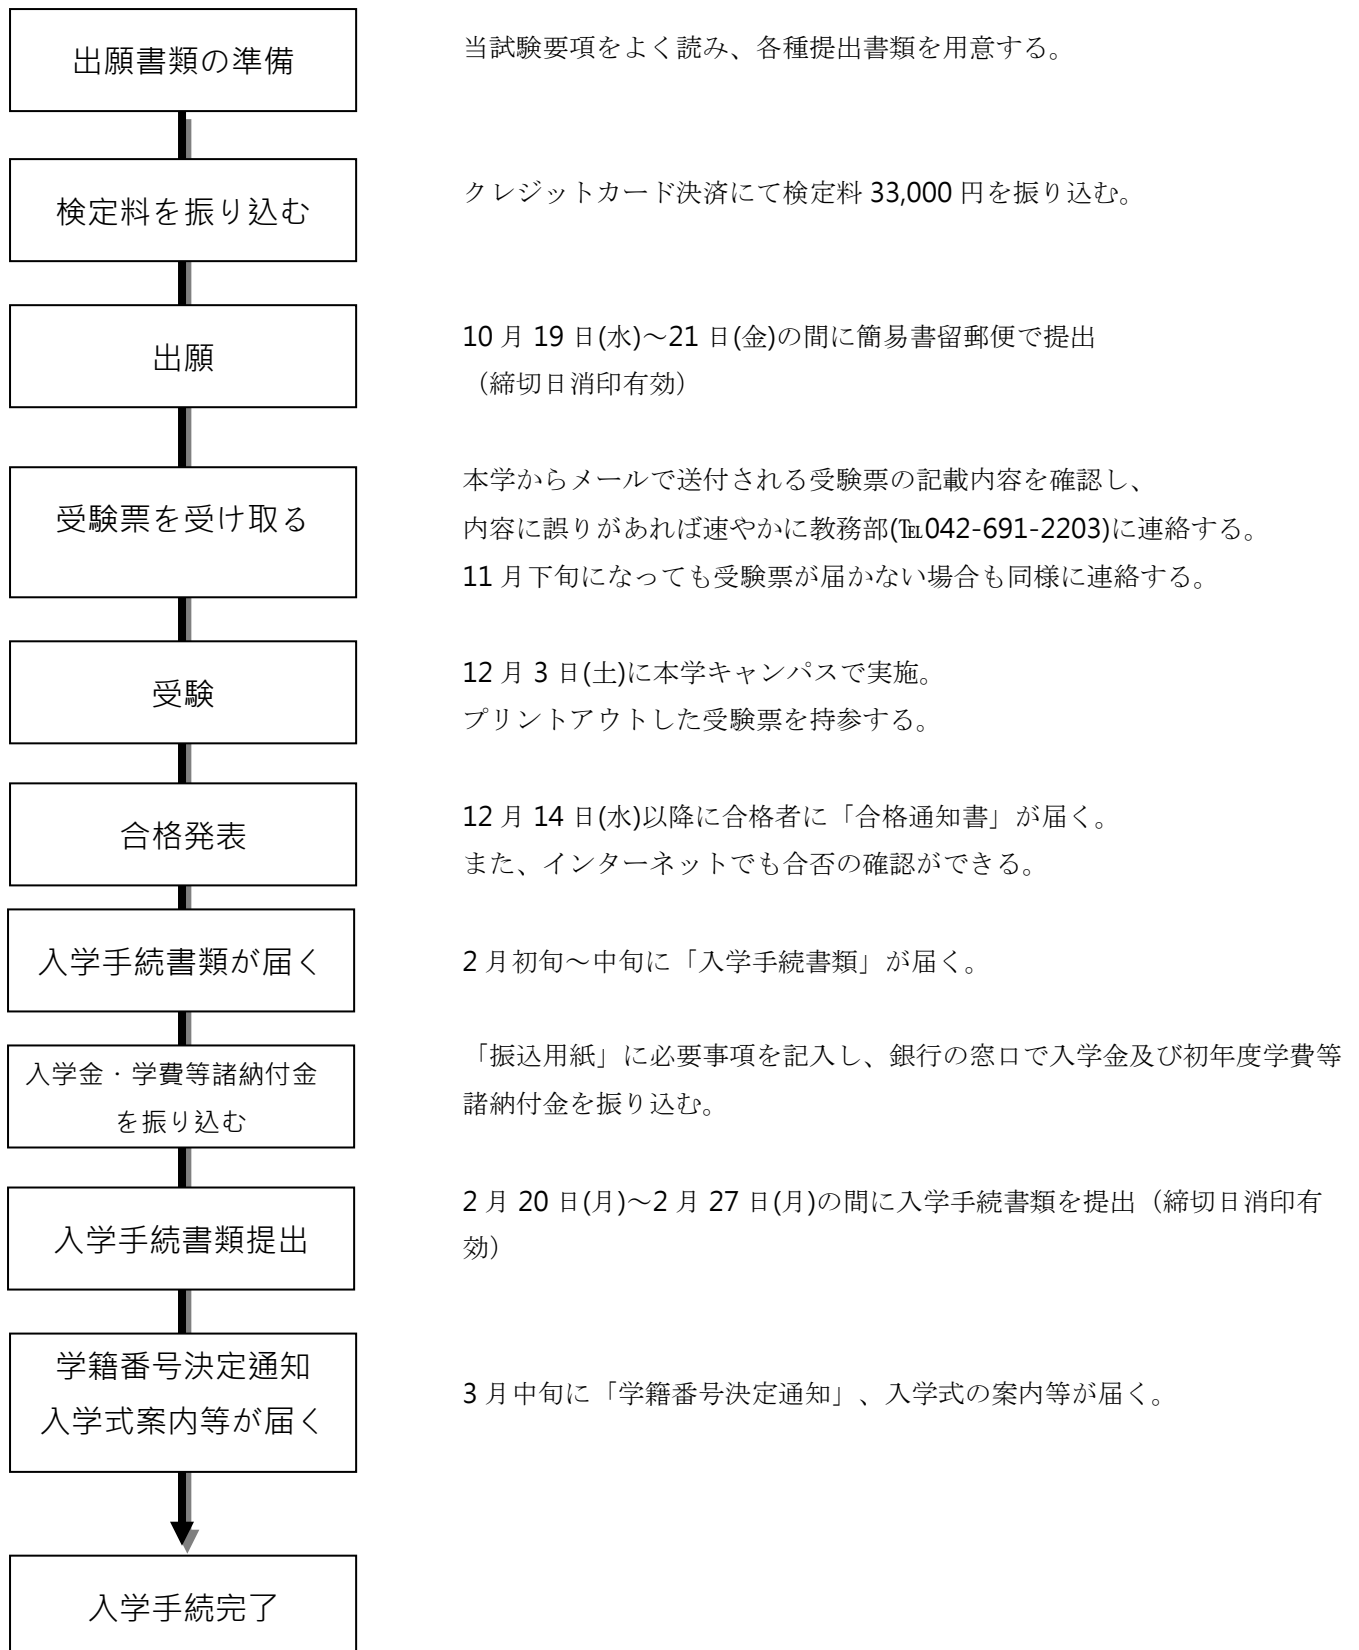 出願書類の準備
当試験要項をよく読み、各種提出書類を用意する。
検定料を振り込む
クレジットカード決済にて検定料 33,000 円を振り込む。
出願
10 月 19 日(水)～21 日(金)の間に簡易書留郵便で提出
（締切日消印有効）
受験票を受け取る
本学からメールで送付される受験票の記載内容を確認し、
内容に誤りがあれば速やかに教務部(℡042-691-2203)に連絡する。
11 月下旬になっても受験票が届かない場合も同様に連絡する。
受験
12 月 3 日(土)に本学キャンパスで実施。
プリントアウトした受験票を持参する。
合格発表
12 月 14 日(水)以降に合格者に「合格通知書」が届く。
また、インターネットでも合否の確認ができる。
入学手続書類が届く
2 月初旬～中旬に「入学手続書類」が届く。
入学金・学費等諸納付金
を振り込む
「振込用紙」に必要事項を記入し、銀行の窓口で入学金及び初年度学費等
諸納付金を振り込む。
入学手続書類提出
2 月 20 日(月)～2 月 27 日(月)の間に入学手続書類を提出（締切日消印有
効）
学籍番号決定通知
入学式案内等が届く
3 月中旬に「学籍番号決定通知」、入学式の案内等が届く。
入学手続完了